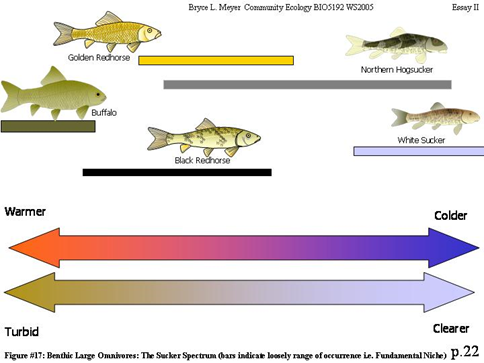 Bryce L. Meyer Community Ecology BIO5192 WS2005 Essay II
Golden Redhorse
Northern Hogsucker
Buffalo
White Sucker
Black Redhorse
Warmer
Colder
Turbid
Clearer
Figure #17: Benthic Large Omnivores: The Sucker Spectrum (bars indicate loosely range of occurrence i.e. Fundamental Niche) p.22